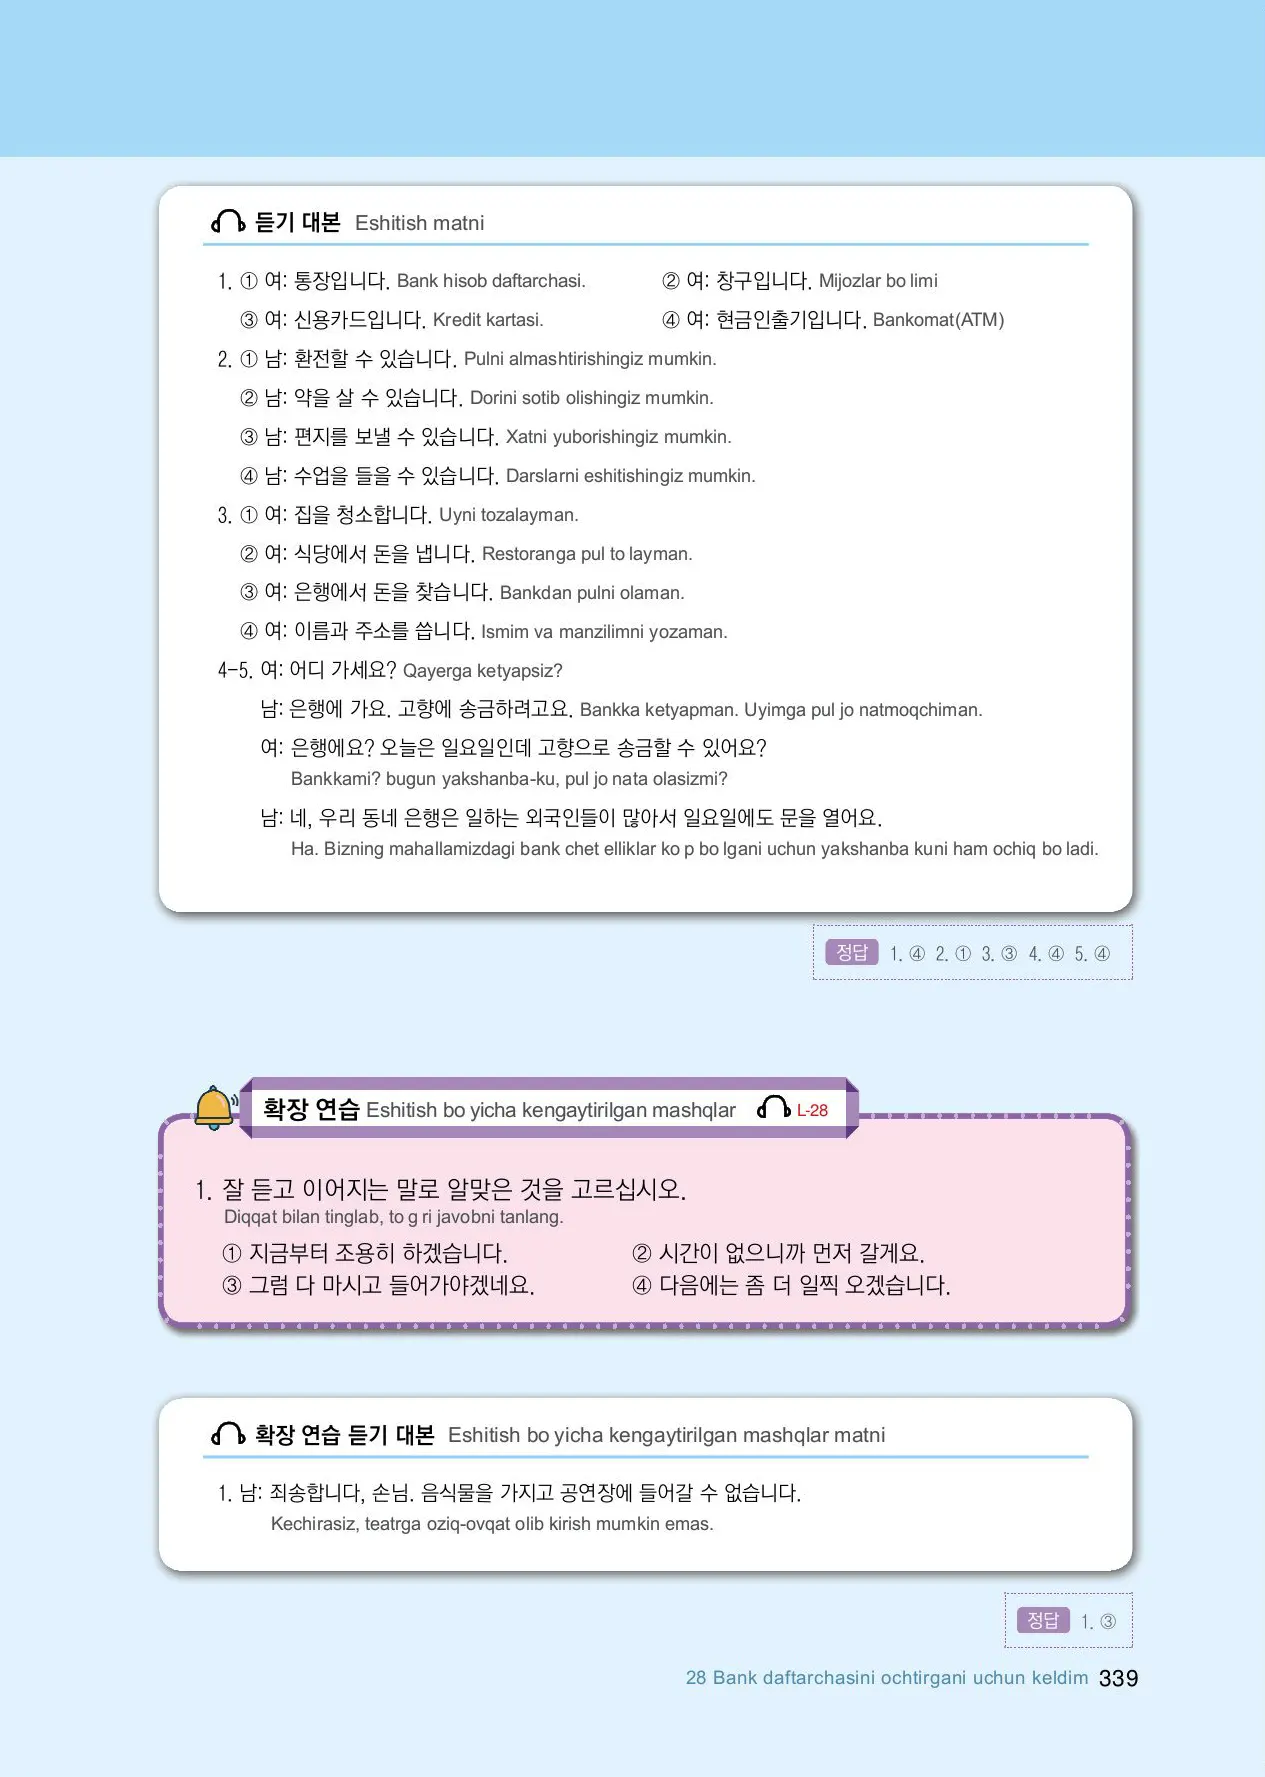 듣기 대본 Eshitish matni
1. ① 여: 통장입니다. Bank hisob daftarchasi. ② 여: 창구입니다. Mijozlar bo limi
③ 여: 신용카드입니다. Kredit kartasi. ④ 여: 현금인출기입니다. Bankomat(ATM)
2. ① 남: 환전할 수 있습니다. Pulni almashtirishingiz mumkin.
② 남: 약을 살 수 있습니다. Dorini sotib olishingiz mumkin.
③ 남: 편지를 보낼 수 있습니다. Xatni yuborishingiz mumkin.
④ 남: 수업을 들을 수 있습니다. Darslarni eshitishingiz mumkin.
3. ① 여: 집을 청소합니다. Uyni tozalayman.
② 여: 식당에서 돈을 냅니다. Restoranga pul to layman.
③ 여: 은행에서 돈을 찾습니다. Bankdan pulni olaman.
④ 여: 이름과 주소를 씁니다. Ismim va manzilimni yozaman.
4-5. 여: 어디 가세요? Qayerga ketyapsiz?
남: 은행에 가요. 고향에 송금하려고요. Bankka ketyapman. Uyimga pul jo natmoqchiman.
여: 은행에요? 오늘은 일요일인데 고향으로 송금할 수 있어요?
Bankkami? bugun yakshanba-ku, pul jo nata olasizmi?
남: 네, 우리 동네 은행은 일하는 외국인들이 많아서 일요일에도 문을 열어요.
Ha. Bizning mahallamizdagi bank chet elliklar ko p bo lgani uchun yakshanba kuni ham ochiq bo ladi.
정답 1. ④ 2. ① 3. ③ 4. ④ 5. ④
확장 연습 Eshitish bo yicha kengaytirilgan mashqlar L-28
1. 잘 듣고 이어지는 말로 알맞은 것을 고르십시오.
Diqqat bilan tinglab, to g ri javobni tanlang.
① 지금부터 조용히 하겠습니다. ② 시간이 없으니까 먼저 갈게요.
③ 그럼 다 마시고 들어가야겠네요. ④ 다음에는 좀 더 일찍 오겠습니다.
확장 연습 듣기 대본 Eshitish bo yicha kengaytirilgan mashqlar matni
1. 남: 죄송합니다, 손님. 음식물을 가지고 공연장에 들어갈 수 없습니다.
Kechirasiz, teatrga oziq-ovqat olib kirish mumkin emas.
정답 1. ③
28 Bank daftarchasini ochtirgani uchun keldim 339